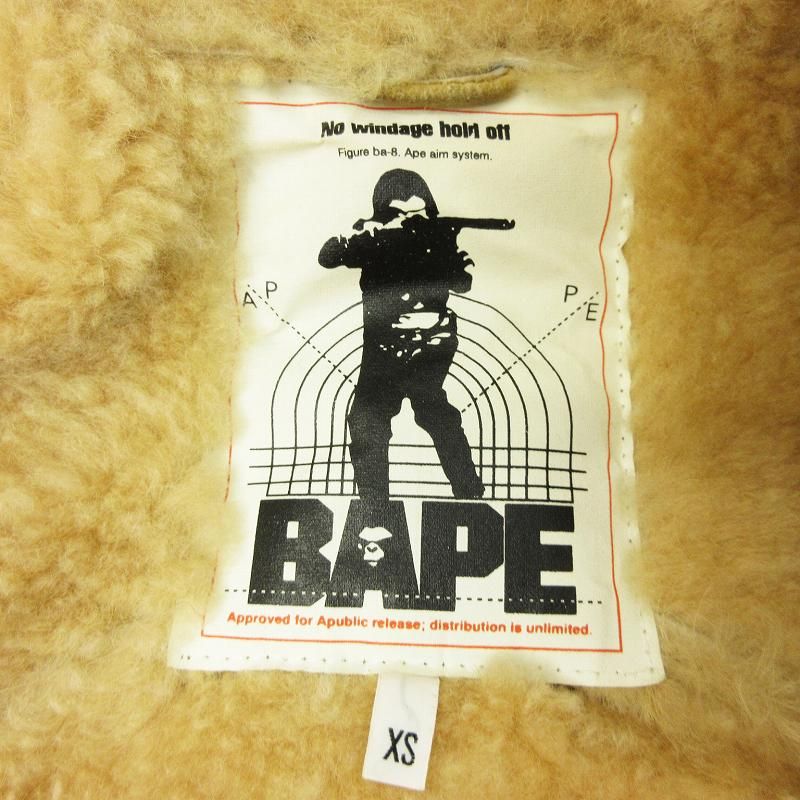 No windage hold off
Figure ba-8. Ape aim system.
A P P E
BAPE
Approved for Apublic release; distribution is unlimited.
XS